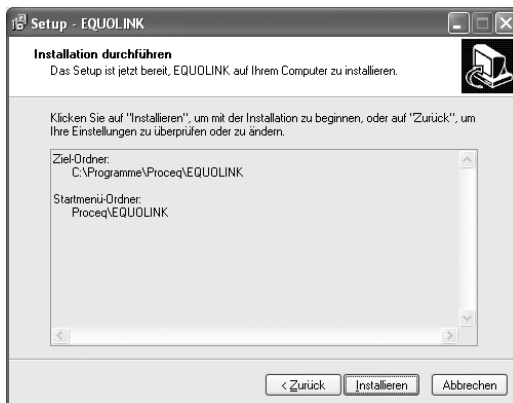 Setup - EQUOLINK
Installation durchführen
Das Setup ist jetzt bereit, EQUOLINK auf Ihrem Computer zu installieren.
Klicken Sie auf "Installieren", um mit der Installation zu beginnen, oder auf "Zurück", um
Ihre Einstellungen zu überprüfen oder zu ändern.
Ziel-Ordner:
C:\Programme\Proceq\EQUOLINK
Startmenü-Ordner:
Proceq\EQUOLINK
< Zurück
Installieren
Abbrechen